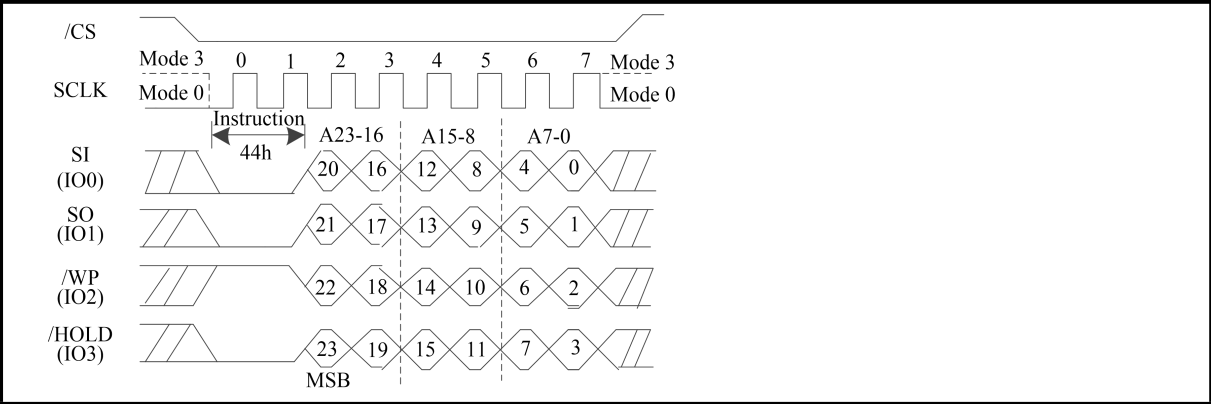 /CS
Mode 3 0 1 2 3 4 5 6 7 Mode 3
SCLK Mode 0 Mode 0
Instruction
A23-16 A15-8 A7-0
44h
SI
(IO0)
20 16 12 8 4 0
SO
(IO1)
21 17 13 9 5 1
/WP
(IO2)
22 18 14 10 6 2
/HOLD
(IO3)
23 19 15 11 7 3
MSB